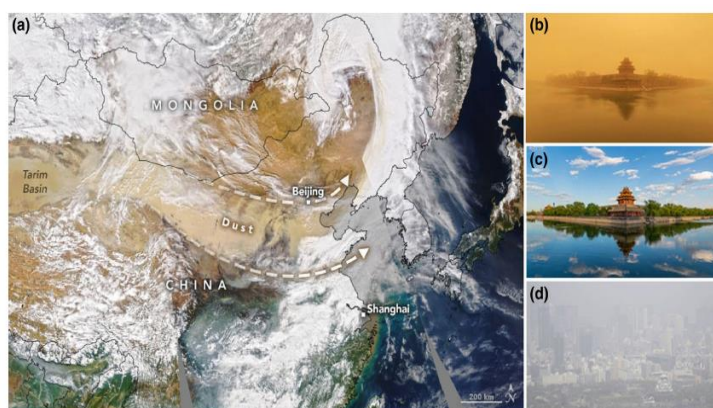 (a)
MONGOLIA
Tarim
Basin
Beijing
Dust
CHINA
Shanghai
200 km
N
(b)
(c)
(d)